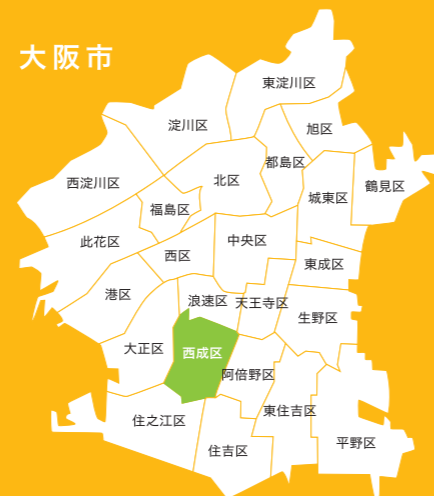 大阪市
東淀川区
淀川区
旭区
都島区
西淀川区
北区
鶴見区
城東区
福島区
此花区
中央区
西区
東成区
港区
浪速区
天王寺区
生野区
大正区
西成区
阿倍野区
東住吉区
住之江区
平野区
住吉区